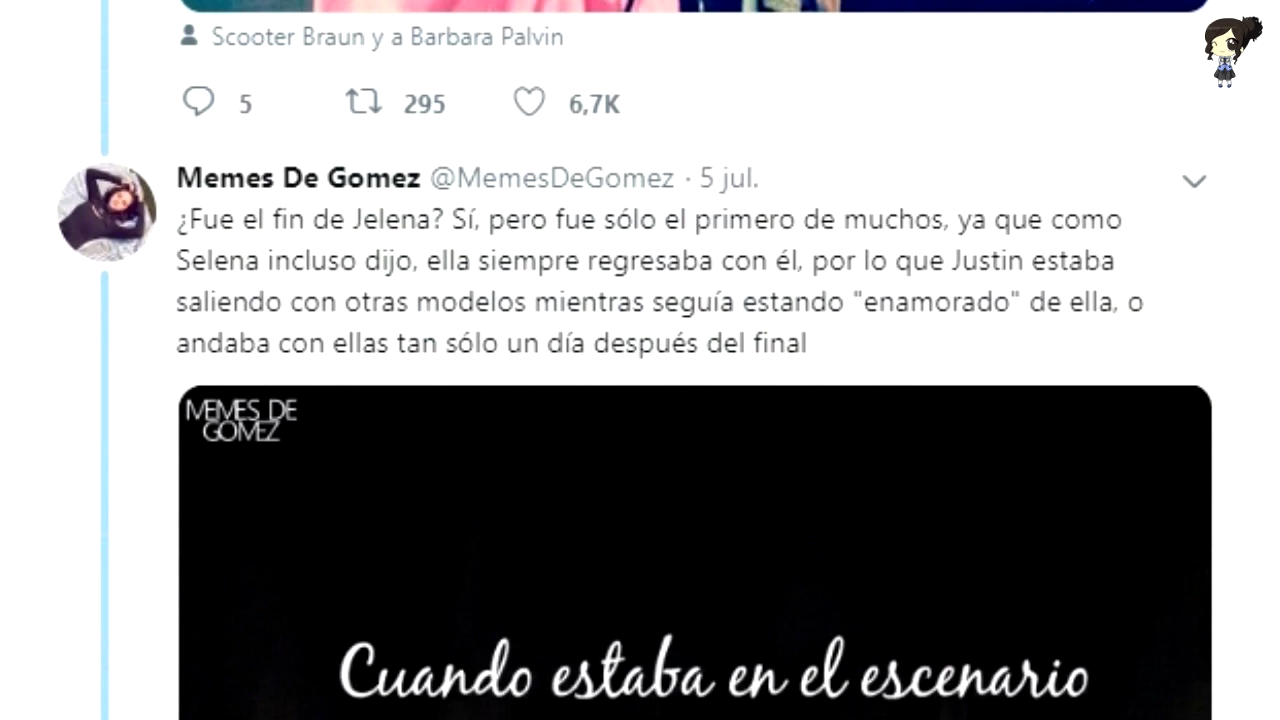 Scooter Braun y a Barbara Palvin
5 295 6,7K
Memes De Gomez @MemesDeGomez · 5 jul.
¿Fue el fin de Jelena? Sí, pero fue sólo el primero de muchos, ya que como
Selena incluso dijo, ella siempre regresaba con él, por lo que Justin estaba
saliendo con otras modelos mientras seguía estando "enamorado" de ella, o
andaba con ellas tan sólo un día después del final
MEMES DE
GOMEZ
Cuando estaba en el escenario